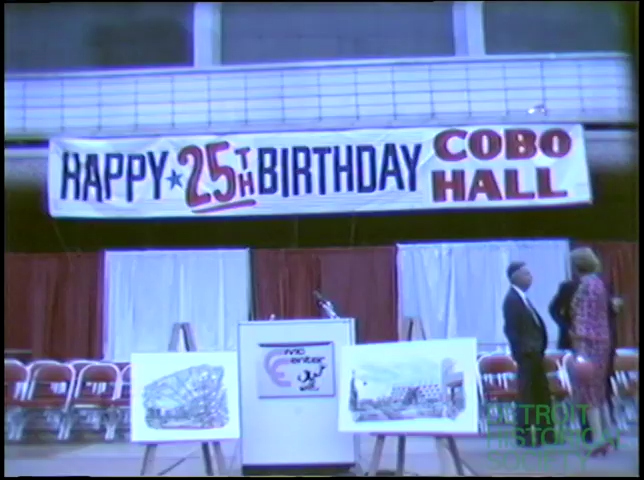 HAPPY ★ 25TH BIRTHDAY COBO HALL
Civic
Center
DETROIT
HISTORICAL
SOCIETY